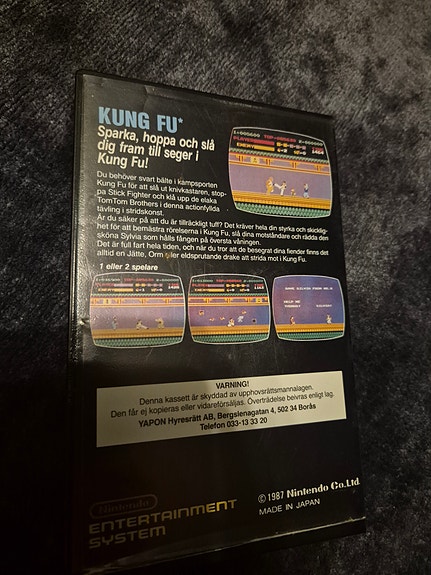 KUNG FU*
Sparka, hoppa och slå
dig fram till seger i
Kung Fu!
Du behöver svart bälte i kampsporten
Kung Fu för att slå ut knivkastaren, stop-
pa Stick Fighter och slå upp de elaka
TomTom Brothers i denna actionfyllda
tävling i stridskonst.
Är du säker på att du är tillräckligt tuff? Det kräver hela din styrka och skicklig-
het för att bemästra rörelserna i Kung Fu, slå dina motståndare och rädda den
sköna Sylvia som hålls fången på översta våningen.
Det är full fart hela tiden, och när du tror att de besegrat dina fiender finns det
alltid en Jätte, Orm eller eldsprutande drake att strida mot i Kung Fu.
1 eller 2 spelare
PLAYER
ENEMY
VARNING!
Denna kassett är skyddad av upphovsrättsmannalagen.
Den får ej kopieras eller vidareförsäljas. Överträdelse beivras enligt lag.
YAPON Hyresrätt AB, Bergslenagatan 4, 502 34 Borås
Telefon 033-13 33 20
Nintendo
ENTERTAINMENT
SYSTEM
© 1987 Nintendo Co. Ltd.
MADE IN JAPAN